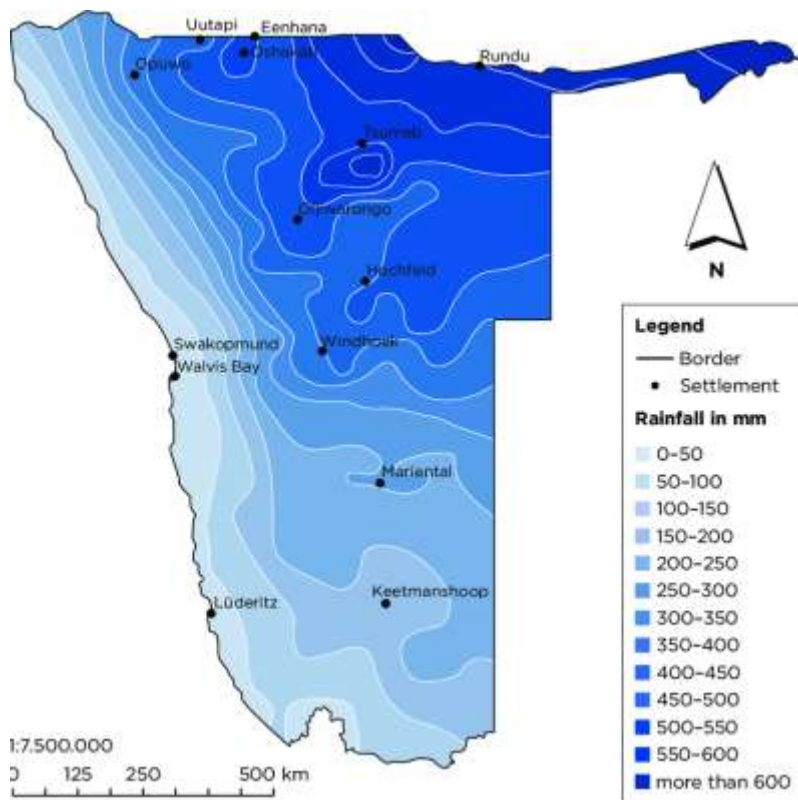 Uutapi
Eenhana
Oshakati
Opuwo
Rundu
Tsumeb
Otjiwarongo
Hochfeld
Windhoek
Swakopmund
Walvis Bay
Mariental
Keetmanshoop
Lüderitz
N
Legend
Border
Settlement
Rainfall in mm
0–50
50–100
100–150
150–200
200–250
250–300
300–350
350–400
400–450
450–500
500–550
550–600
more than 600
1:7.500.000
0 125 250 500 km